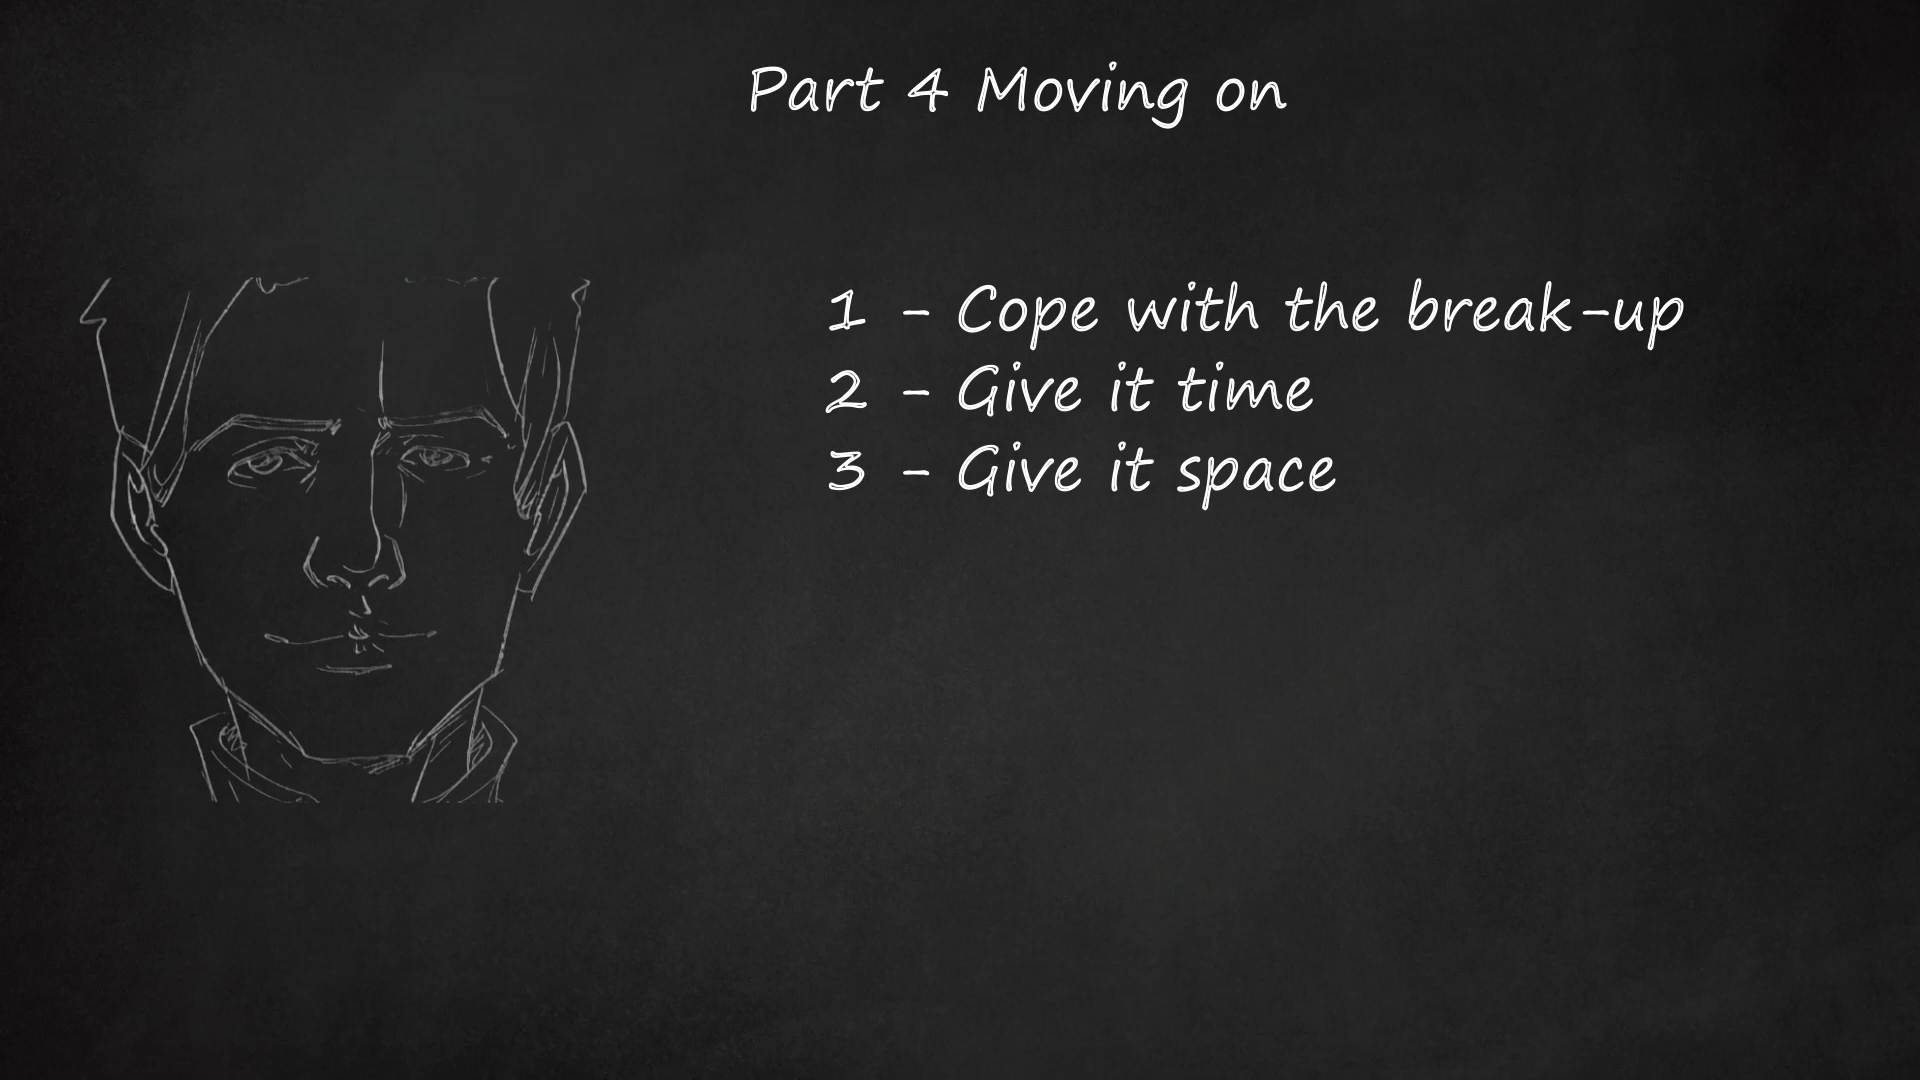 Part 4 Moving on
1 - Cope with the break-up
2 - Give it time
3 - Give it space